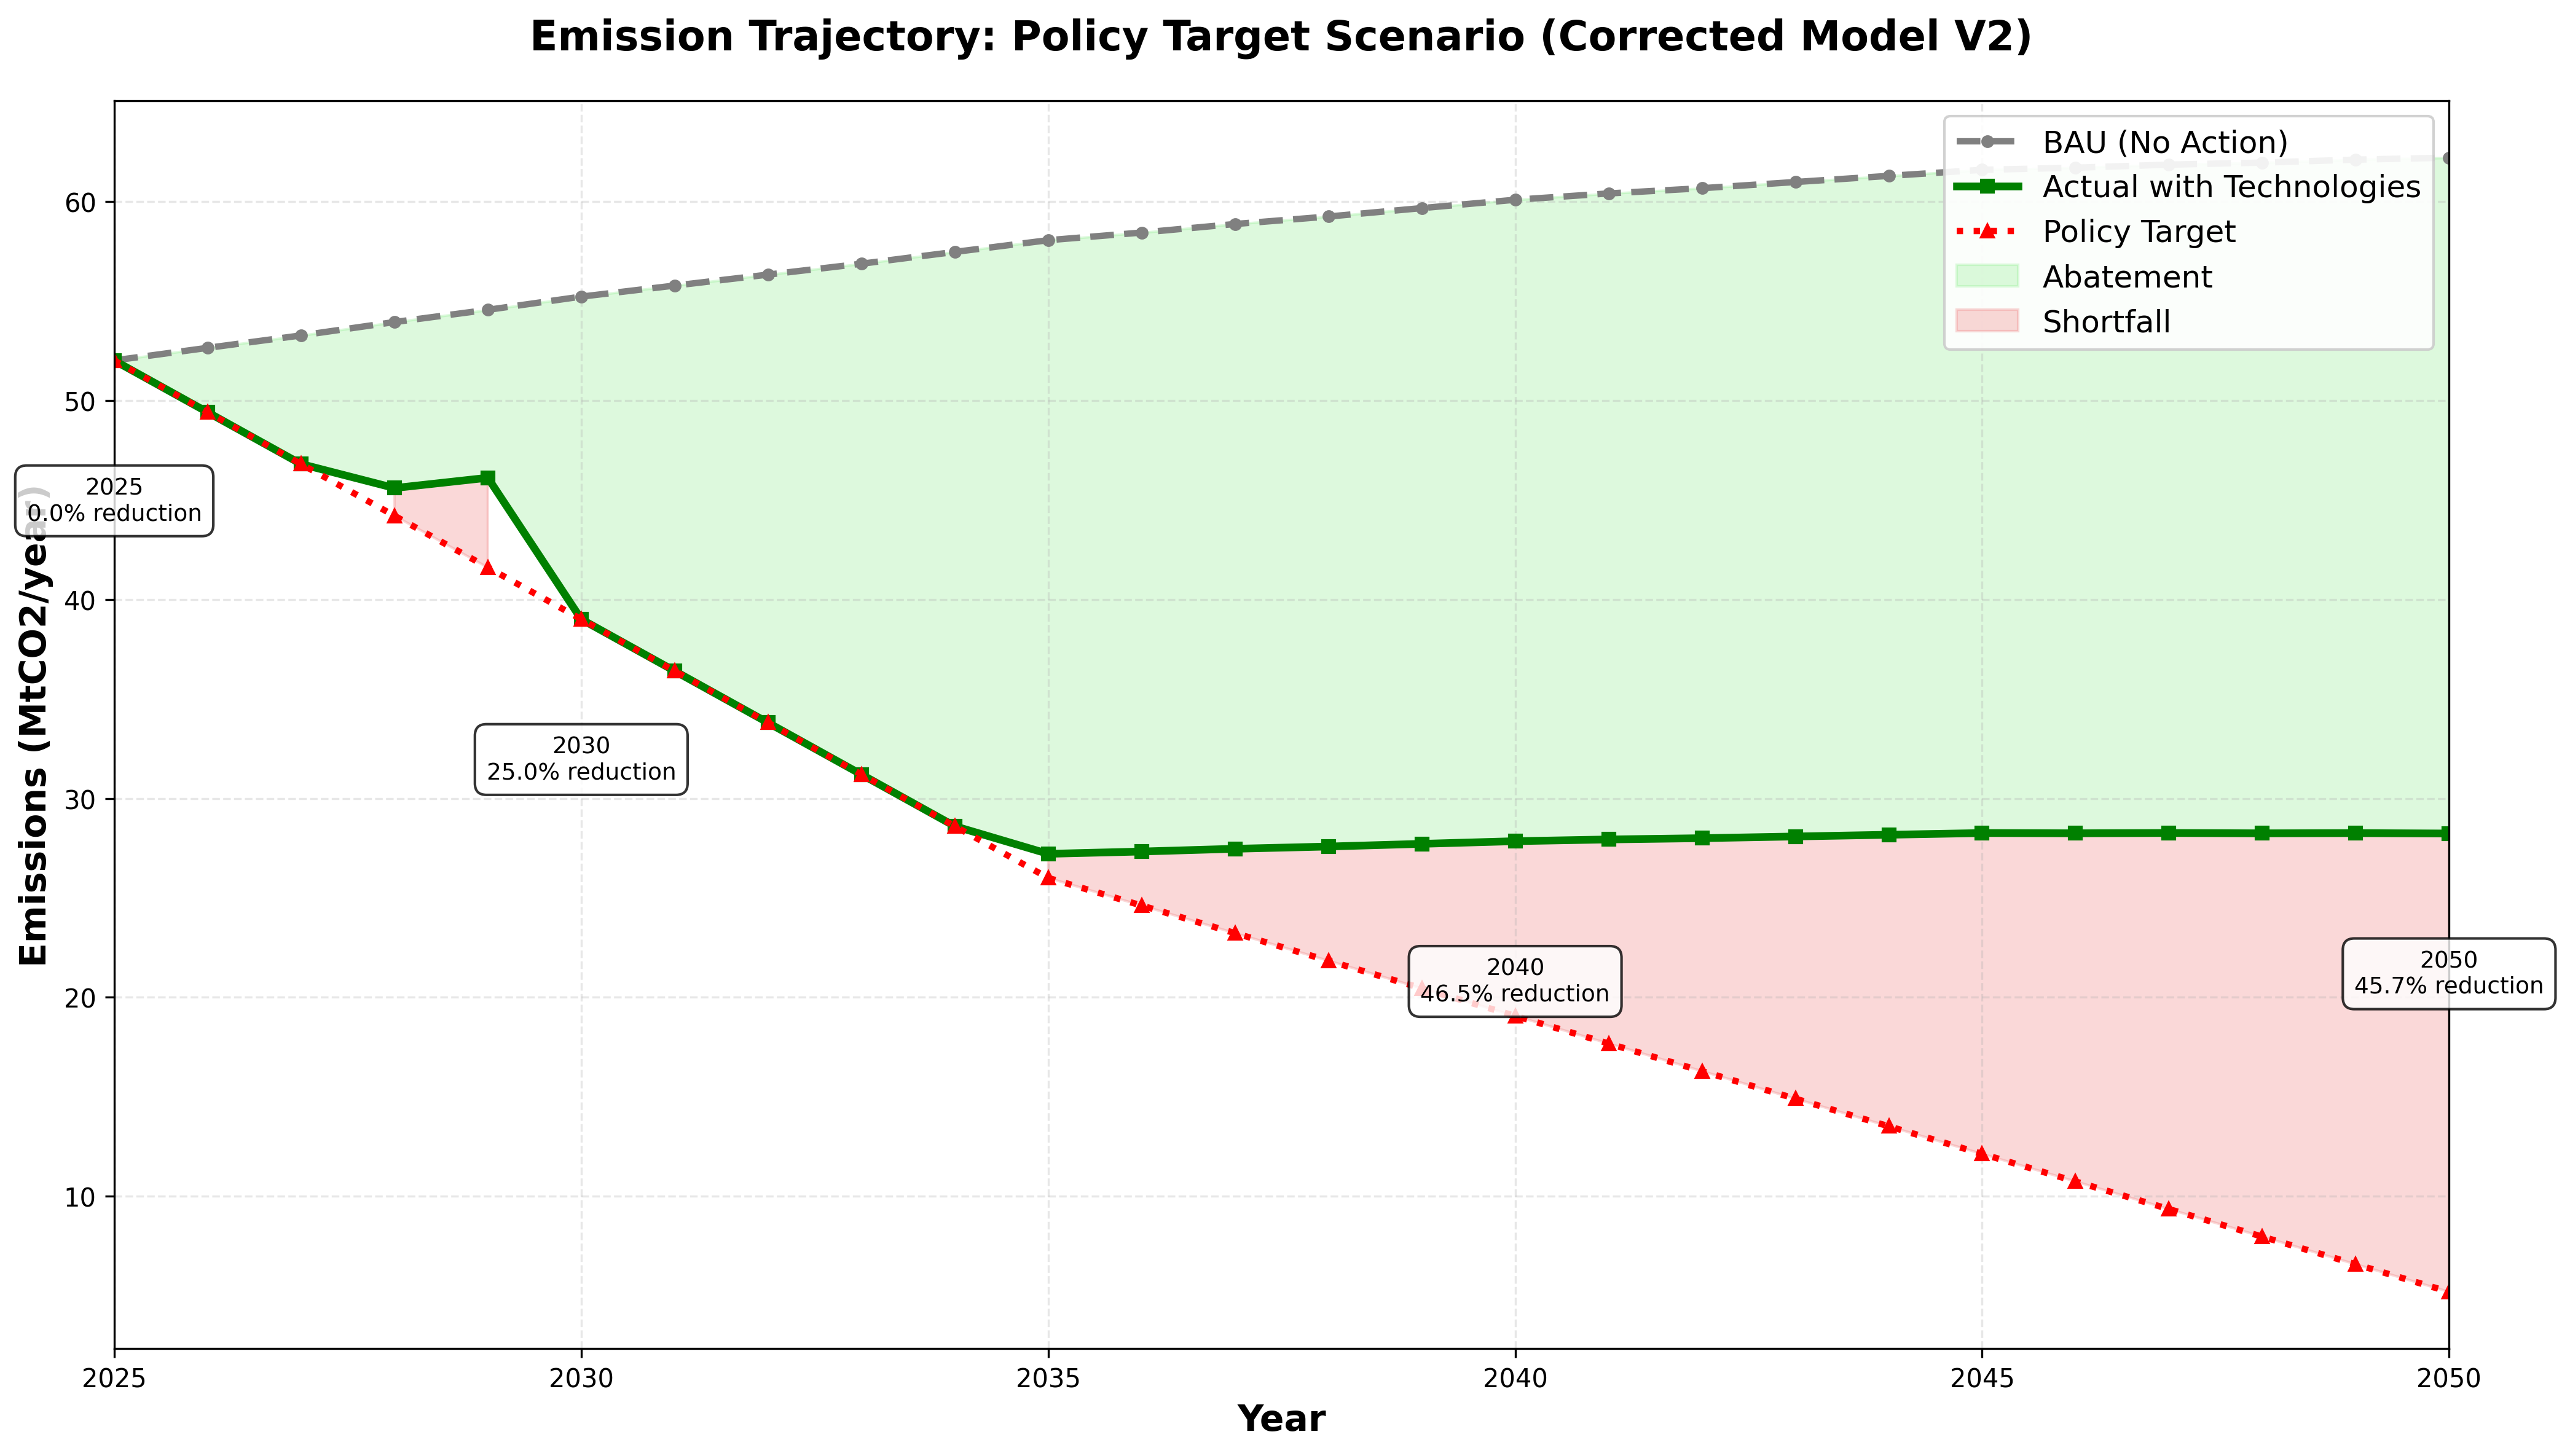 Emission Trajectory: Policy Target Scenario (Corrected Model V2)
BAU (No Action)
Actual with Technologies
Policy Target
Abatement
Shortfall
Emissions (MtCO2/year)
60
50
40
30
20
10
2025
0.0% reduction
2030
25.0% reduction
2040
46.5% reduction
2050
45.7% reduction
2025
2030
2035
2040
2045
2050
Year